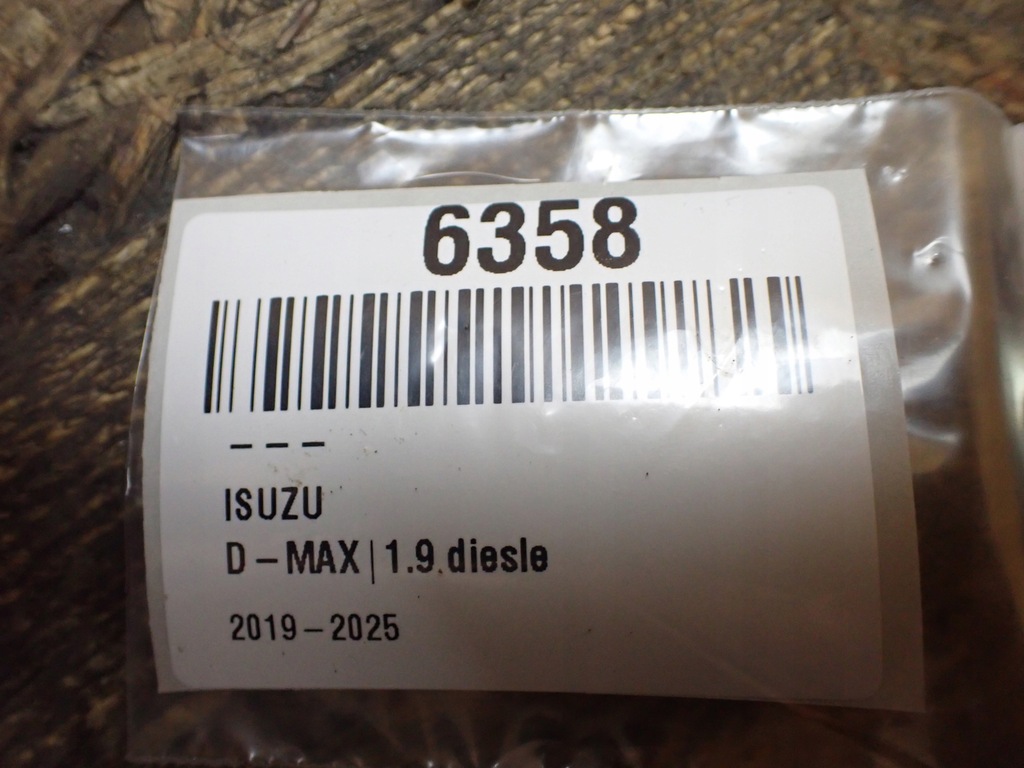 6358
---
ISUZU
D-MAX|1.9 diesle
2019-2025